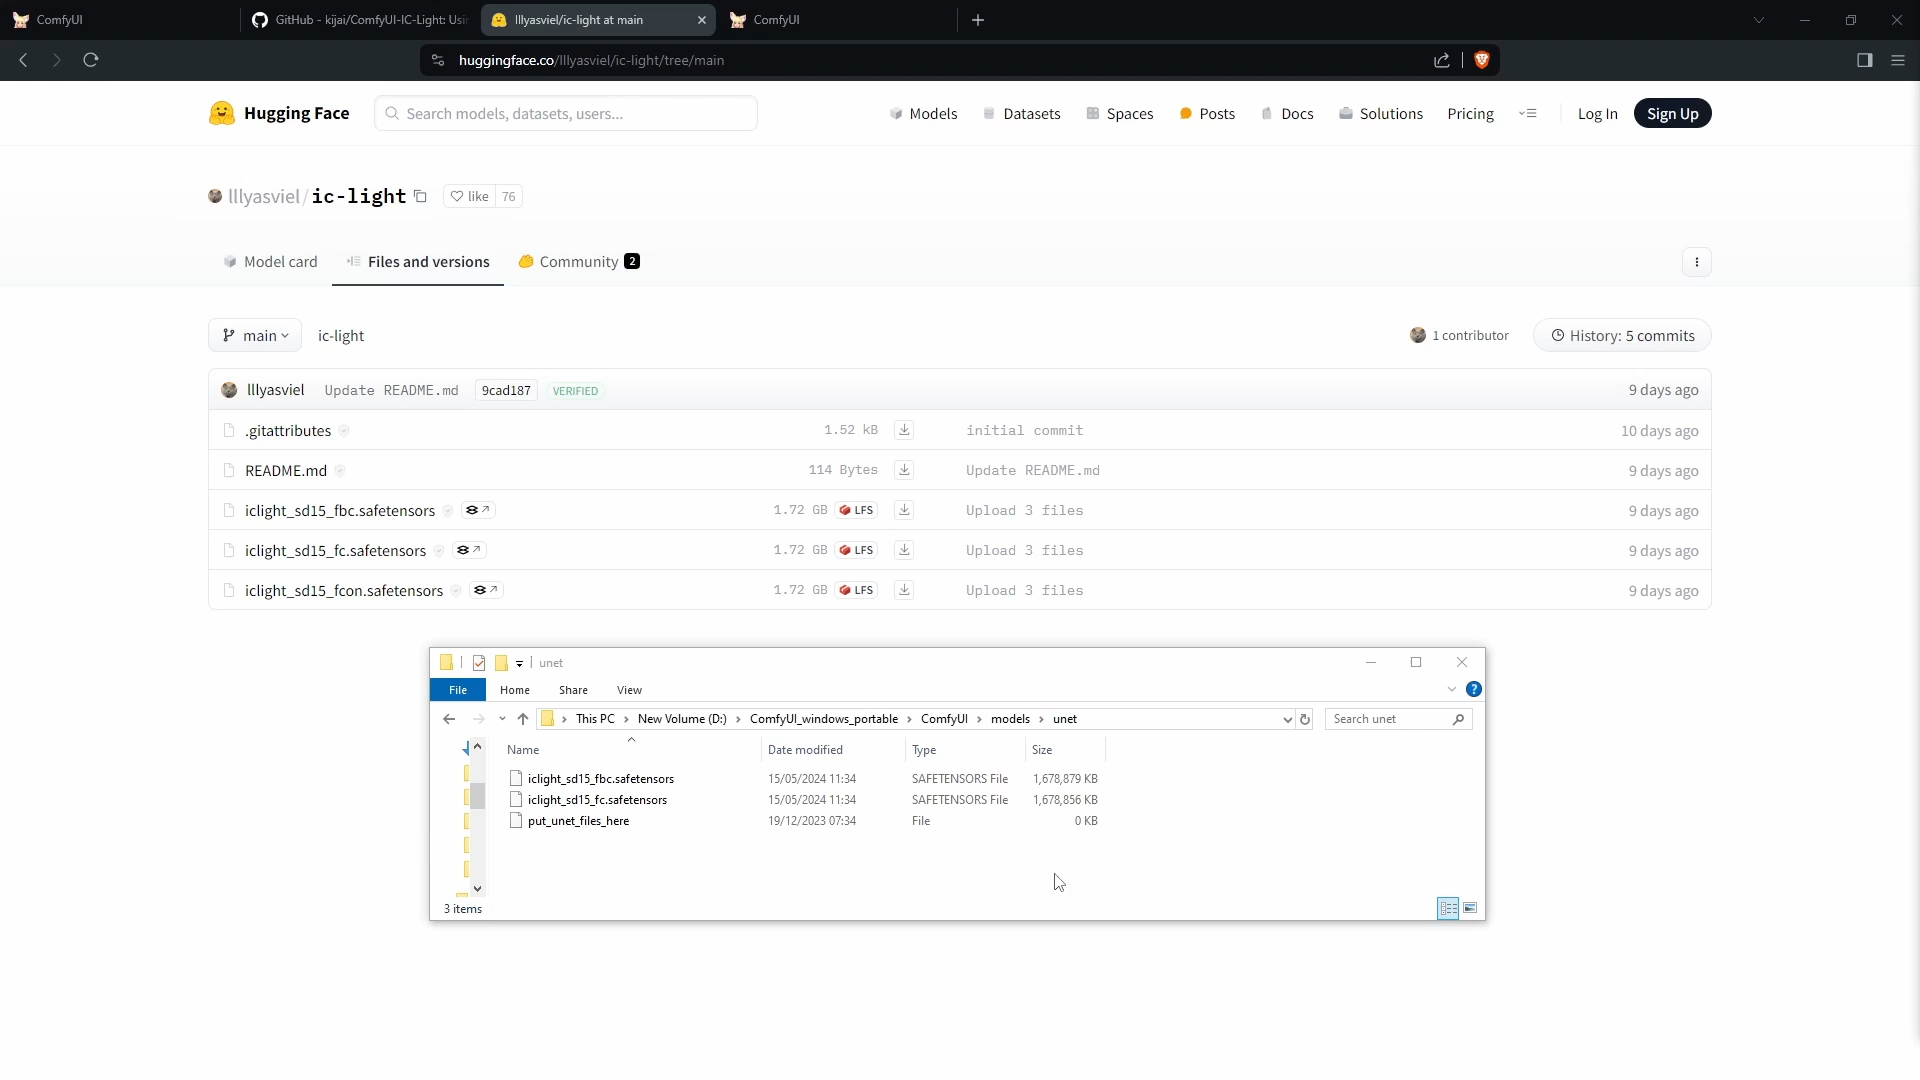 ComfyUI
GitHub - kijai/ComfyUI-IC-Light: Usin
lllyasviel/ic-light at main
ComfyUI
huggingface.co/lllyasviel/ic-light/tree/main
Hugging Face
Search models, datasets, users...
Models
Datasets
Spaces
Posts
Docs
Solutions
Pricing
Log In
Sign Up
lllyasviel/ic-light
like 76
Model card
Files and versions
Community 2
main
ic-light
1 contributor
History: 5 commits
lllyasviel Update README.md 9cad187 VERIFIED 9 days ago
.gitattributes 1.52 kB initial commit 10 days ago
README.md 114 Bytes Update README.md 9 days ago
iclight_sd15_fbc.safetensors 1.72 GB LFS Upload 3 files 9 days ago
iclight_sd15_fc.safetensors 1.72 GB LFS Upload 3 files 9 days ago
iclight_sd15_fcon.safetensors 1.72 GB LFS Upload 3 files 9 days ago
unet
File Home Share View
This PC New Volume (D:) ComfyUI_windows_portable ComfyUI models unet
Search unet
Name Date modified Type Size
iclight_sd15_fbc.safetensors 15/05/2024 11:34 SAFETENSORS File 1,678,879 KB
iclight_sd15_fc.safetensors 15/05/2024 11:34 SAFETENSORS File 1,678,856 KB
put_unet_files_here 19/12/2023 07:34 File 0 KB
3 items